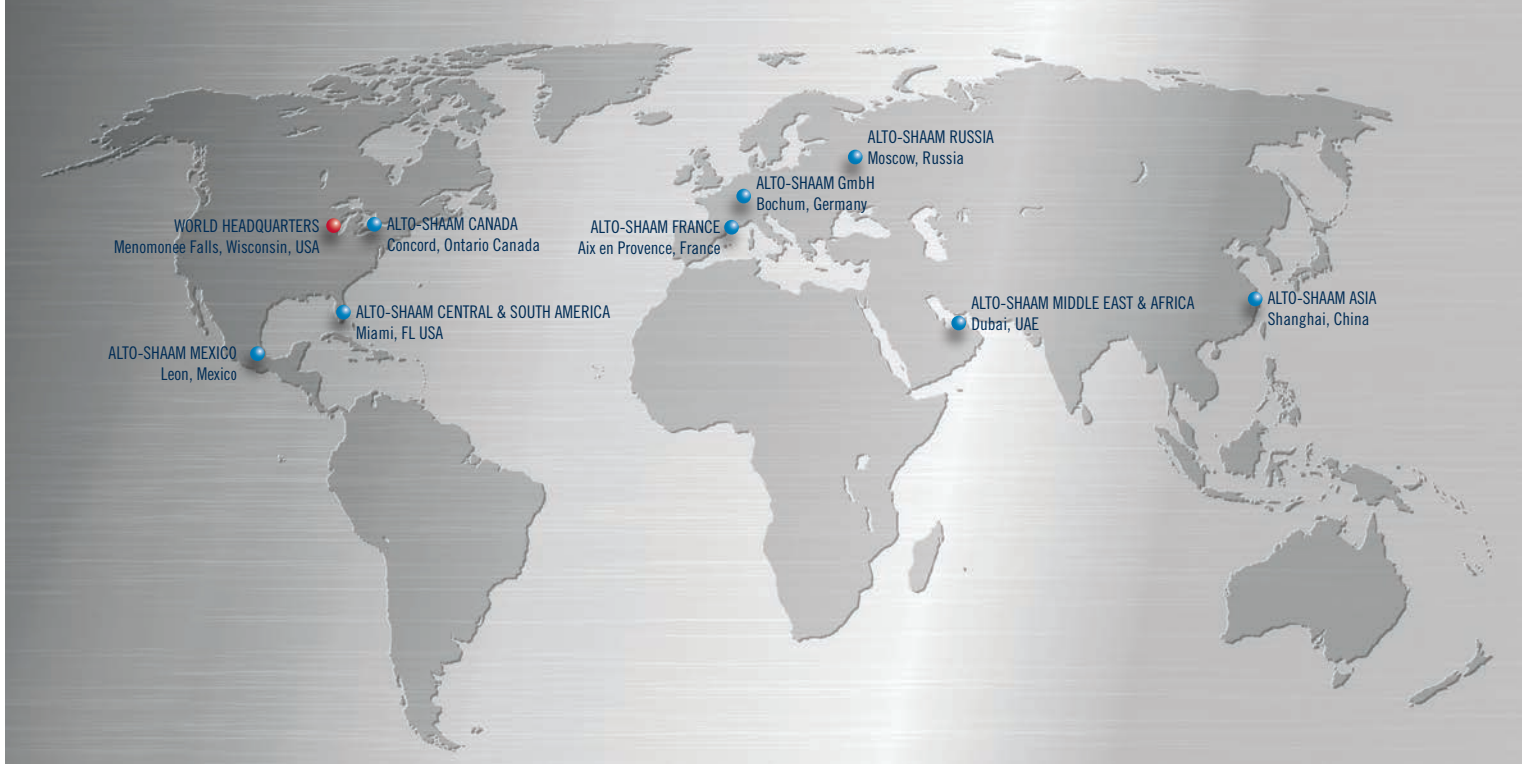 ALTO-SHAAM RUSSIA
Moscow, Russia
ALTO-SHAAM GmbH
Bochum, Germany
WORLD HEADQUARTERS
Menomonee Falls, Wisconsin, USA
ALTO-SHAAM CANADA
Concord, Ontario Canada
ALTO-SHAAM FRANCE
Aix en Provence, France
ALTO-SHAAM CENTRAL & SOUTH AMERICA
Miami, FL USA
ALTO-SHAAM MIDDLE EAST & AFRICA
Dubai, UAE
ALTO-SHAAM ASIA
Shanghai, China
ALTO-SHAAM MEXICO
Leon, Mexico